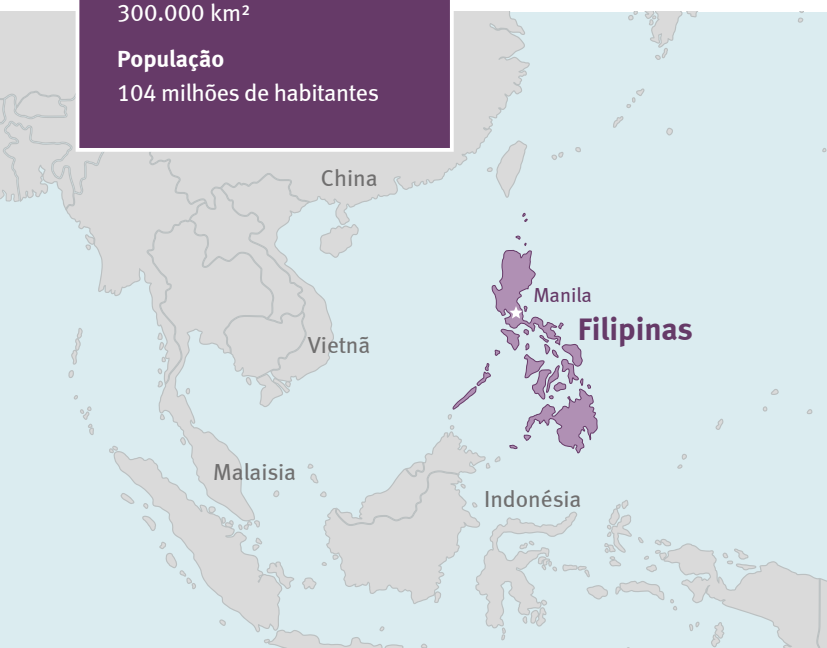 300.000 km²
População
104 milhões de habitantes
China
Manila
Filipinas
Vietnã
Malaisia
Indonésia